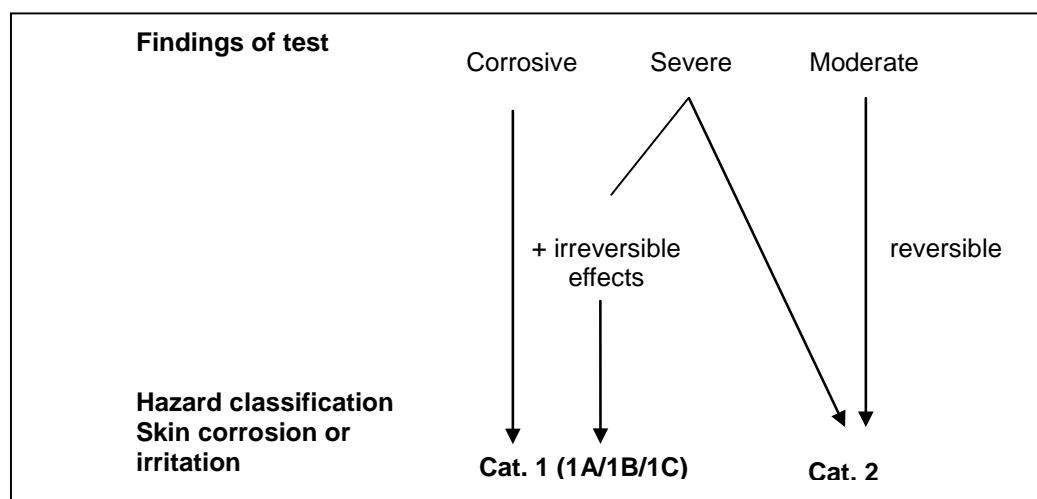 Findings of test
Corrosive Severe Moderate
+ irreversible
effects
reversible
Hazard classification
Skin corrosion or
irritation
Cat. 1 (1A/1B/1C)
Cat. 2